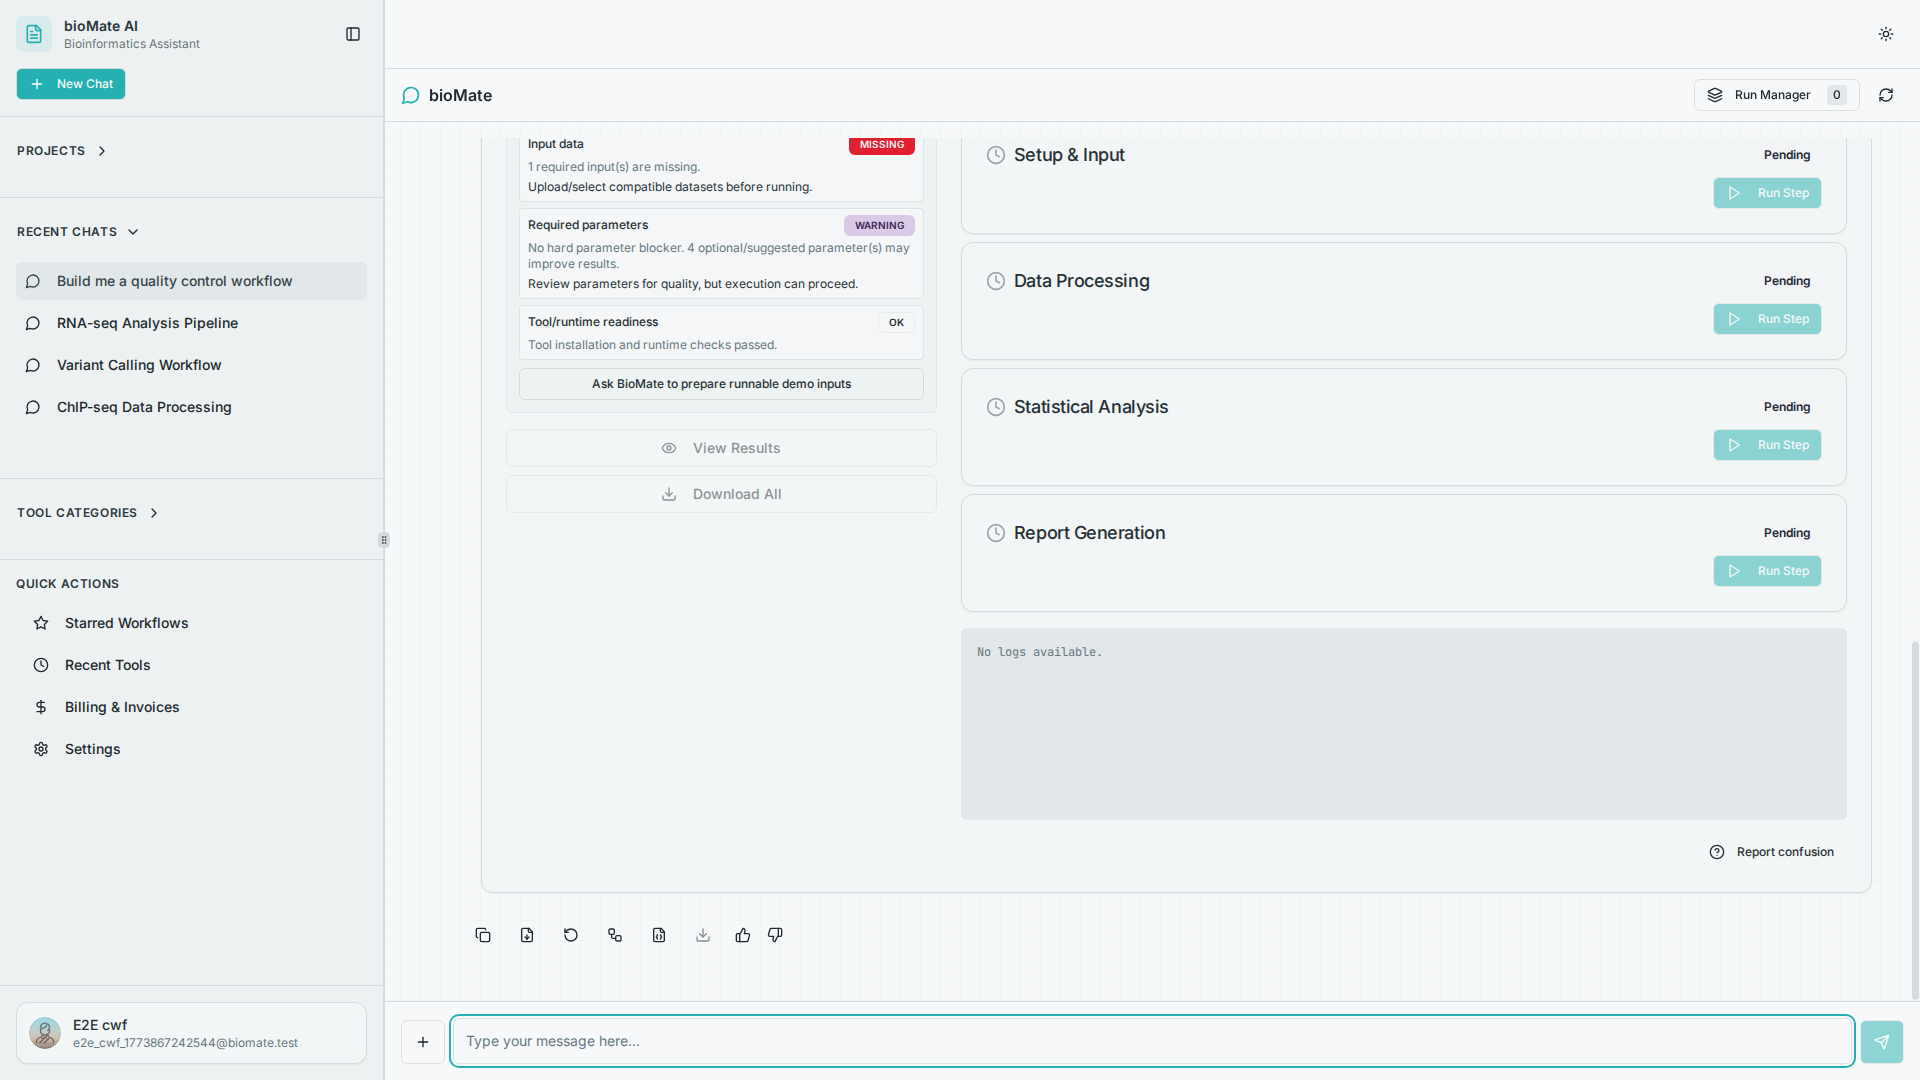 bioMate AI
Bioinformatics Assistant
New Chat
PROJECTS
RECENT CHATS
Build me a quality control workflow
RNA-seq Analysis Pipeline
Variant Calling Workflow
ChIP-seq Data Processing
TOOL CATEGORIES
QUICK ACTIONS
Starred Workflows
Recent Tools
Billing & Invoices
Settings
E2E cwf
e2e_cwf_1773867242544@biomate.test
bioMate
Run Manager 0
Input data MISSING
1 required input(s) are missing.
Upload/select compatible datasets before running.
Required parameters WARNING
No hard parameter blocker. 4 optional/suggested parameter(s) may
improve results.
Review parameters for quality, but execution can proceed.
Tool/runtime readiness OK
Tool installation and runtime checks passed.
Ask BioMate to prepare runnable demo inputs
View Results
Download All
Setup & Input Pending
Run Step
Data Processing Pending
Run Step
Statistical Analysis Pending
Run Step
Report Generation Pending
Run Step
No logs available.
Report confusion
Type your message here...